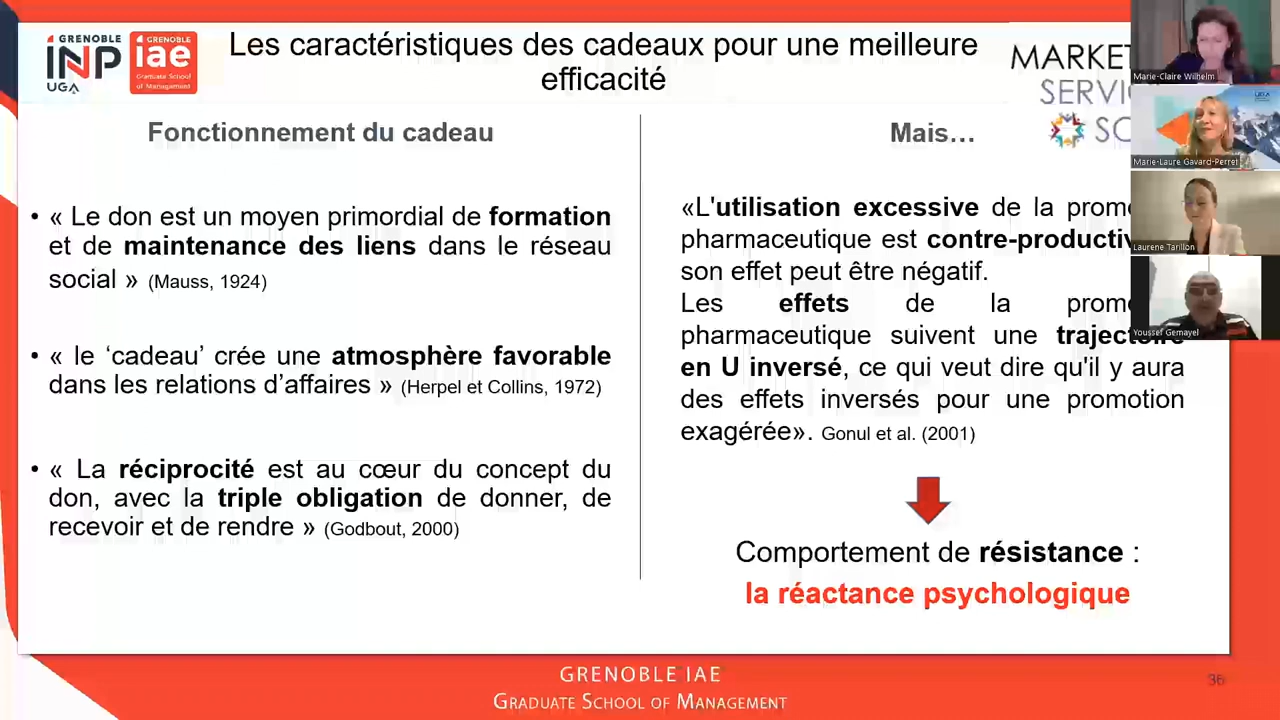 GRENOBLE
INP
UGA
GRENOBLE
iae
Graduate School
of Management
Les caractéristiques des cadeaux pour une meilleure
efficacité
MARKET
SERVI
SO
Fonctionnement du cadeau
• « Le don est un moyen primordial de formation
et de maintenance des liens dans le réseau
social » (Mauss, 1924)
• « le ‘cadeau’ crée une atmosphère favorable
dans les relations d’affaires » (Herpel et Collins, 1972)
• « La réciprocité est au cœur du concept du
don, avec la triple obligation de donner, de
recevoir et de rendre » (Godbout, 2000)
Mais…
«L'utilisation excessive de la prom
pharmaceutique est contre-productiv
son effet peut être négatif.
Les effets de la prom
pharmaceutique suivent une trajectoire
en U inversé, ce qui veut dire qu'il y aura
des effets inversés pour une promotion
exagérée». Gonul et al. (2001)
Comportement de résistance :
la réactance psychologique
Marie-Claire Wilhelm
Marie-Laure Gavard-Perret
Laurene Tarillon
Youssef Gemayel
GRENOBLE IAE
GRADUATE SCHOOL OF MANAGEMENT
36